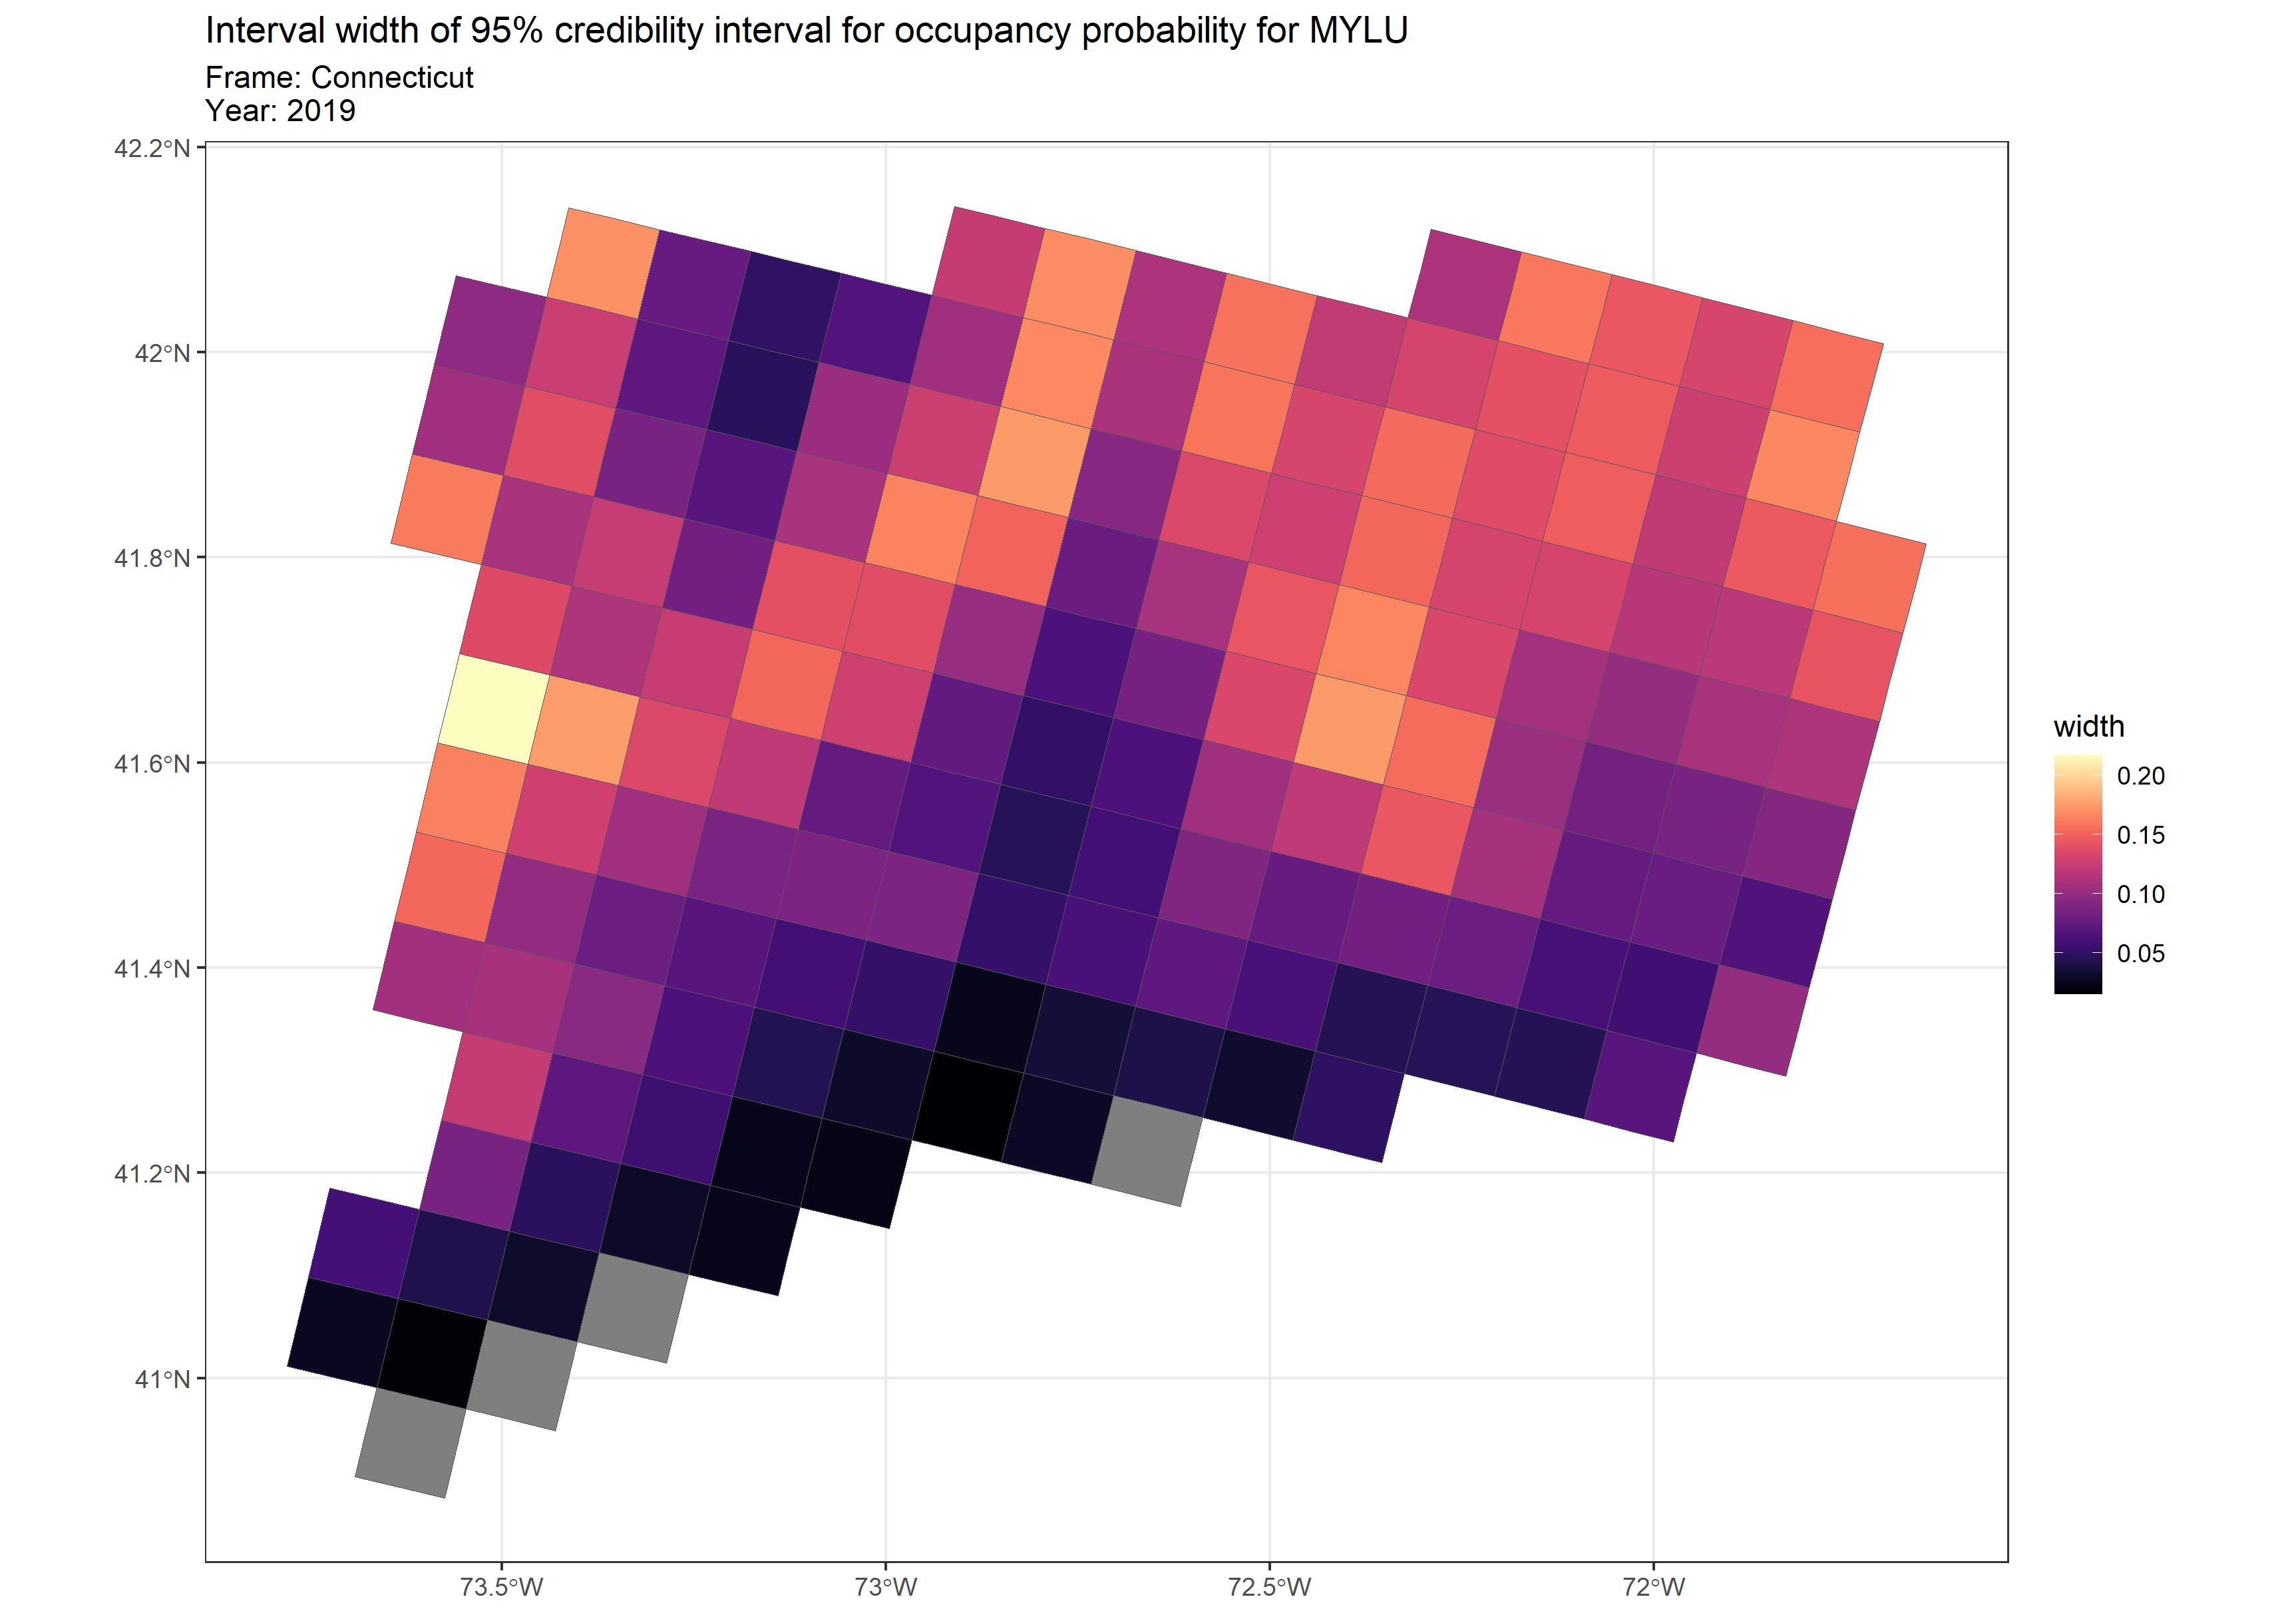 Interval width of 95% credibility interval for occupancy probability for MYLU
Frame: Connecticut
Year: 2019
42.2°N
42°N
41.8°N
41.6°N
41.4°N
41.2°N
41°N
73.5°W
73°W
72.5°W
72°W
width
0.20
0.15
0.10
0.05